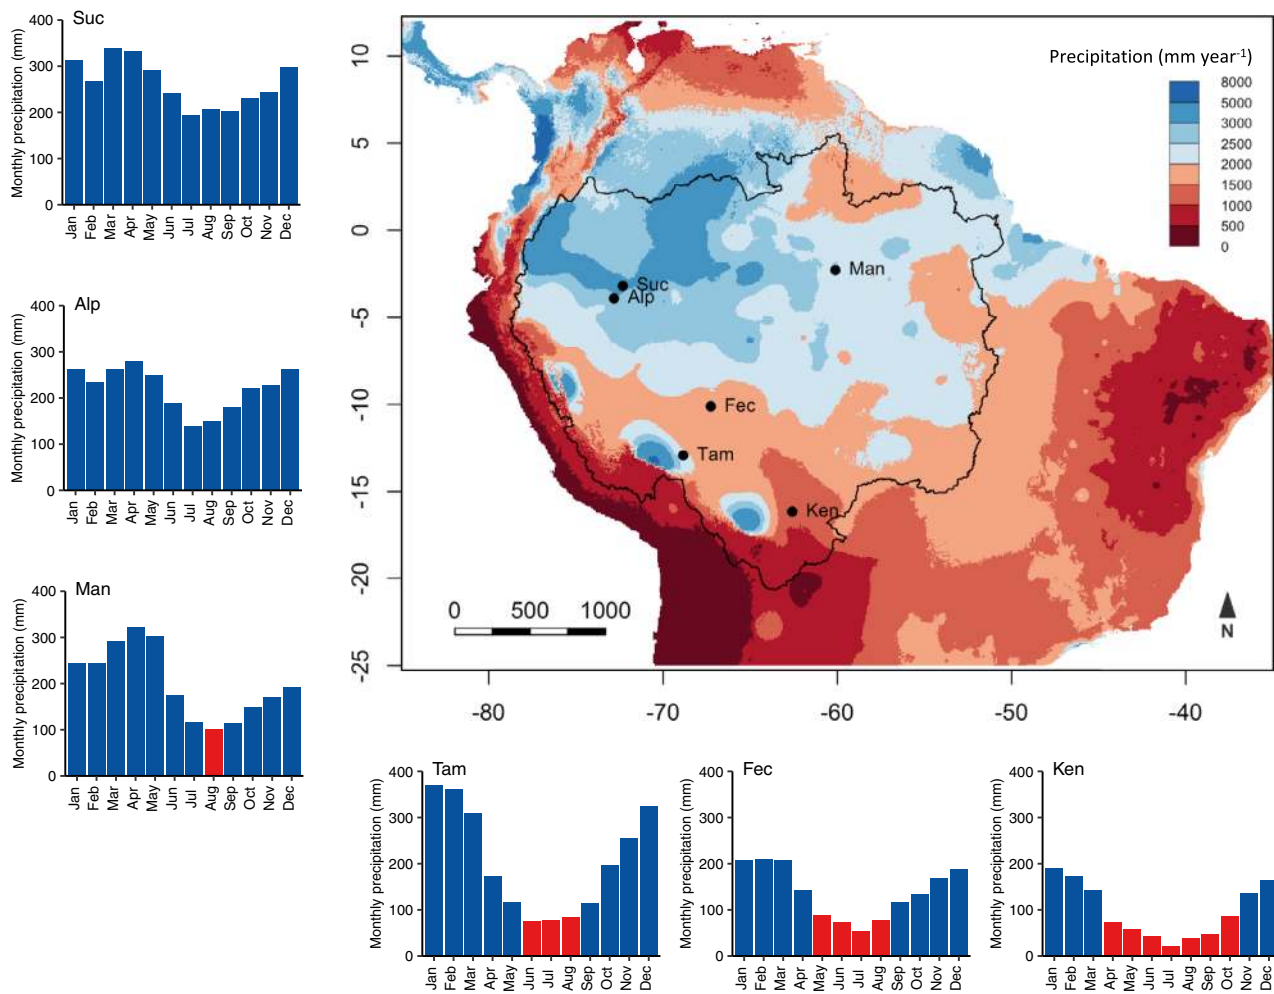 Suc
Monthly precipitation (mm)
400
300
200
100
0
Jan Feb Mar Apr May Jun Jul Aug Sep Oct Nov Dec
Alp
Monthly precipitation (mm)
400
300
200
100
0
Jan Feb Mar Apr May Jun Jul Aug Sep Oct Nov Dec
Man
Monthly precipitation (mm)
400
300
200
100
0
Jan Feb Mar Apr May Jun Jul Aug Sep Oct Nov Dec
Precipitation (mm year-1)
8000
5000
3000
2500
2000
1500
1000
500
0
10
5
0
-5
-10
-15
-20
-25
Man
Suc
Alp
Fec
Tam
Ken
0 500 1000
N
-80 -70 -60 -50 -40
Tam
Monthly precipitation (mm)
400
300
200
100
0
Jan Feb Mar Apr May Jun Jul Aug Sep Oct Nov Dec
Fec
Monthly precipitation (mm)
400
300
200
100
0
Jan Feb Mar Apr May Jun Jul Aug Sep Oct Nov Dec
Ken
Monthly precipitation (mm)
400
300
200
100
0
Jan Feb Mar Apr May Jun Jul Aug Sep Oct Nov Dec